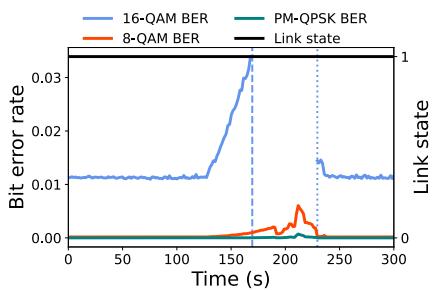 16-QAM BER
PM-QPSK BER
8-QAM BER
Link state
Bit error rate
0.03
0.02
0.01
0.00
1
0
Link state
0
50
100
150
200
250
300
Time (s)